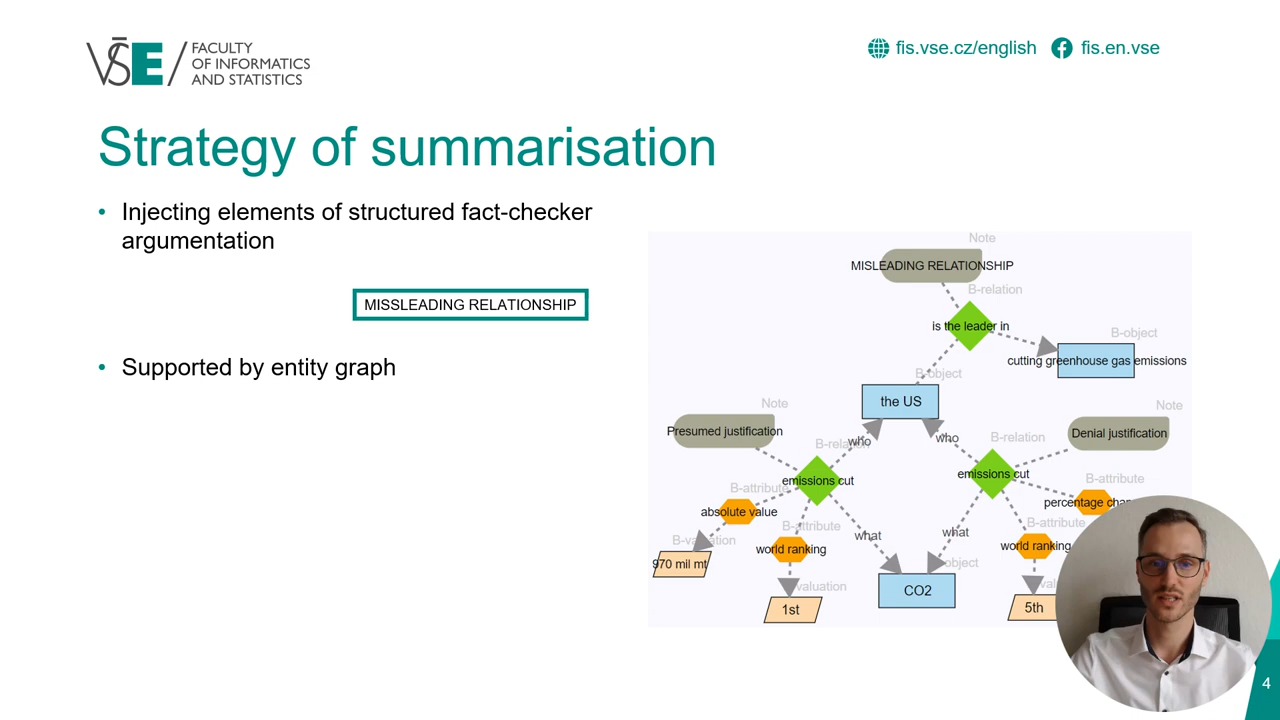 VŠE
FACULTY
OF INFORMATICS
AND STATISTICS
fis.vse.cz/english
fis.en.vse
Strategy of summarisation
• Injecting elements of structured fact-checker
argumentation
MISSLEADING RELATIONSHIP
• Supported by entity graph
Note
MISLEADING RELATIONSHIP
B-relation
is the leader in
B-object
cutting greenhouse gas emissions
B-object
the US
Note
Presumed justification
Note
Denial justification
who
who
B-relation
emissions cut
emissions cut
B-attribute
B-attribute
absolute value
percentage
B-attribute
B-attribute
world ranking
world ranking
970 mil mt
what
what
object
CO2
valuation
1st
5th
4